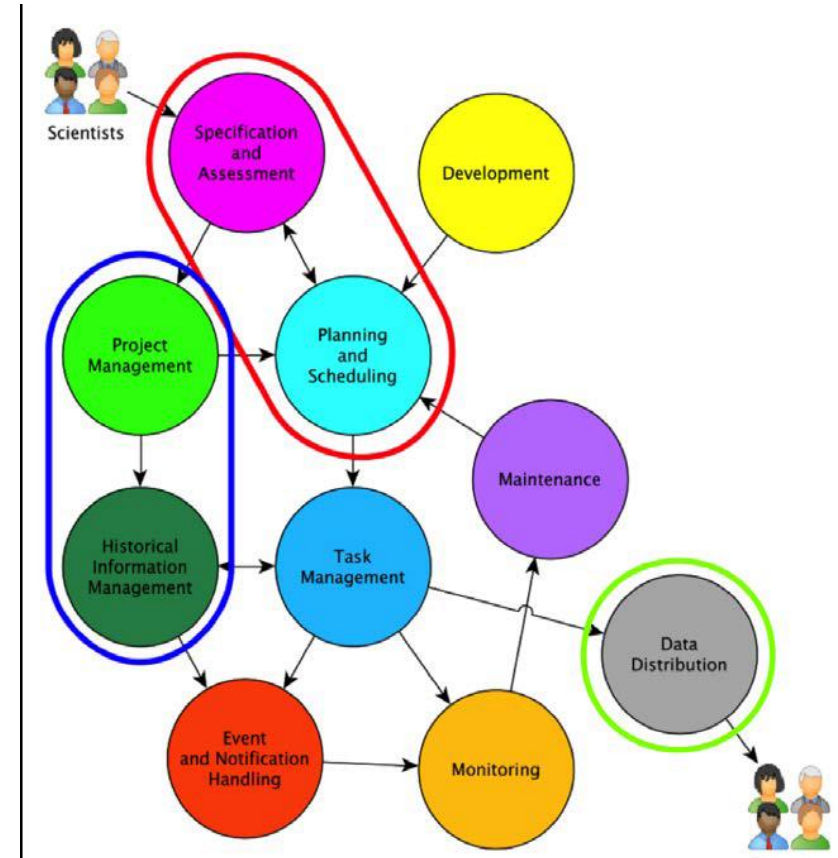 Scientists
Specification
and
Assessment
Development
Project
Management
Planning
and
Scheduling
Maintenance
Historical
Information
Management
Task
Management
Data
Distribution
Event
and Notification
Handling
Monitoring